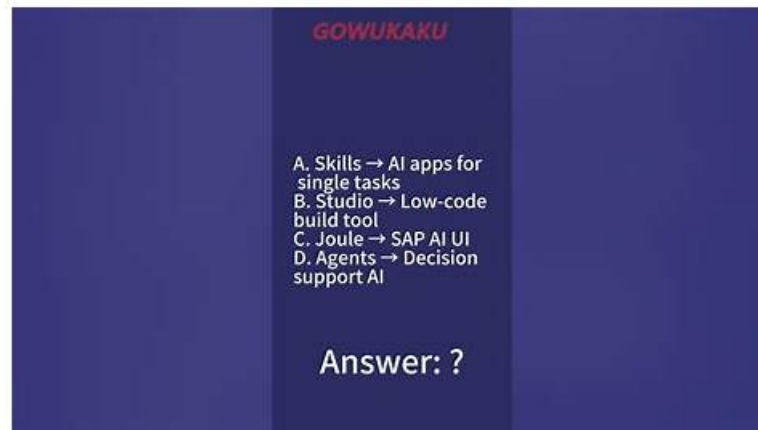 GOWUKAKU
A. Skills → AI apps for
single tasks
B. Studio → Low-code
build tool
C. Joule → SAP AI UI
D. Agents → Decision
support AI
Answer: ?